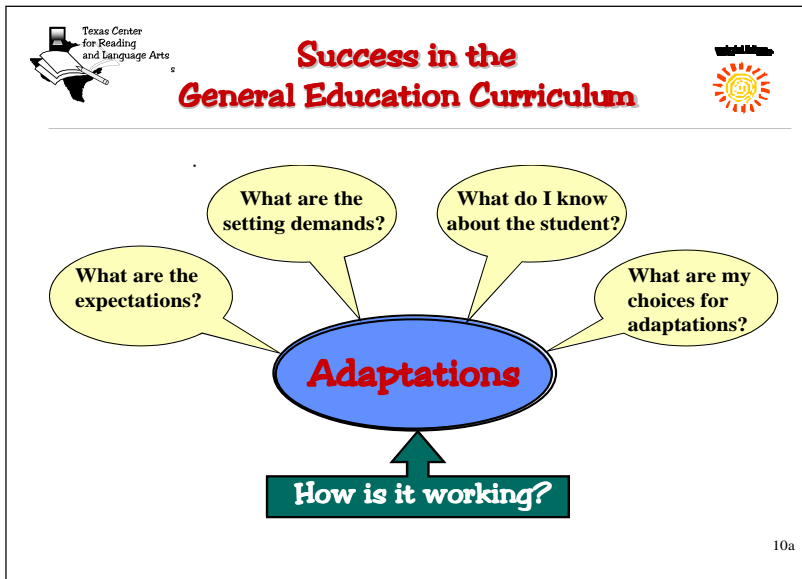 Texas Center
for Reading
and Language Arts
s
Success in the
General Education Curriculum
What are the
setting demands?
What do I know
about the student?
What are the
expectations?
What are my
choices for
adaptations?
Adaptations
How is it working?
10a